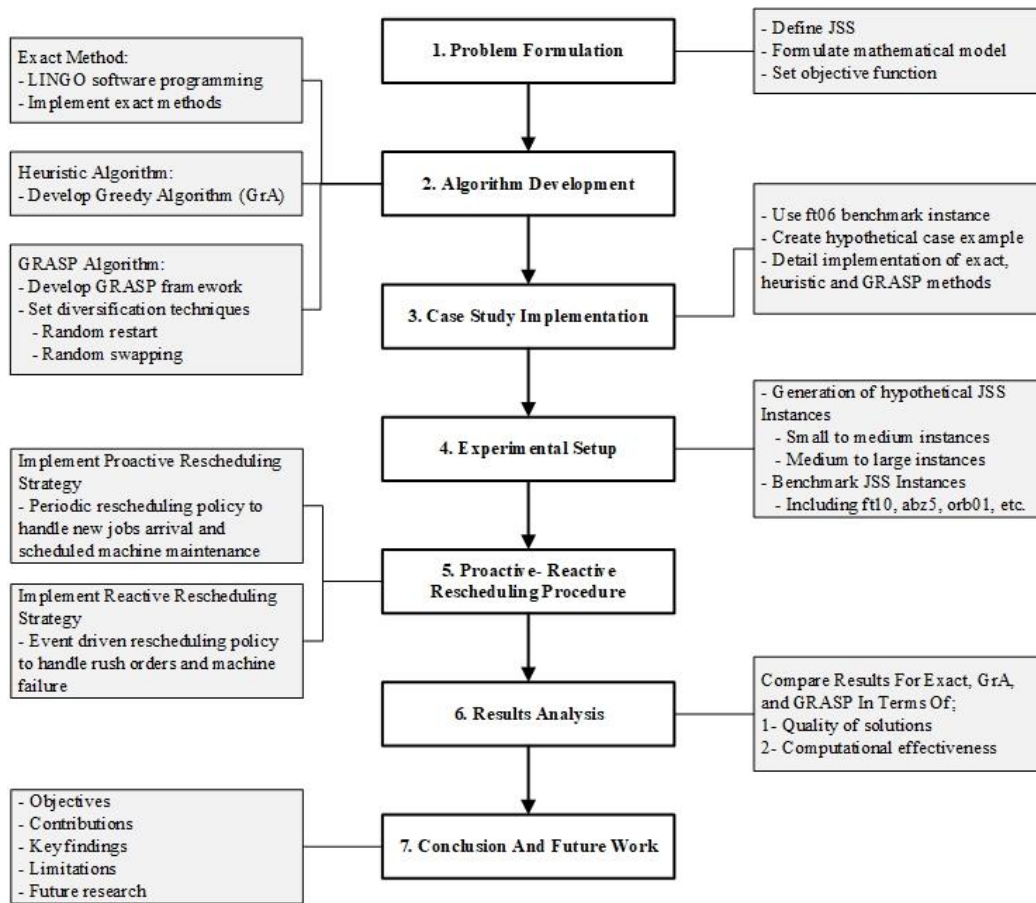 1. Problem Formulation
- Define JSS
- Formulate mathematical model
- Set objective function
Exact Method:
- LINGO software programming
- Implement exact methods
Heuristic Algorithm:
- Develop Greedy Algorithm (GrA)
GRASP Algorithm:
- Develop GRASP framework
- Set diversification techniques
- Random restart
- Random swapping
2. Algorithm Development
- Use ft06 benchmark instance
- Create hypothetical case example
- Detail implementation of exact,
heuristic and GRASP methods
3. Case Study Implementation
- Generation of hypothetical JSS
Instances
- Small to medium instances
- Medium to large instances
- Benchmark JSS Instances
- Including ft10, abz5, orb01, etc.
4. Experimental Setup
Implement Proactive Rescheduling
Strategy
- Periodic rescheduling policy to
handle new jobs arrival and
scheduled machine maintenance
Implement Reactive Rescheduling
Strategy
- Event driven rescheduling policy
to handle rush orders and machine
failure
5. Proactive- Reactive
Rescheduling Procedure
6. Results Analysis
Compare Results For Exact, GrA,
and GRASP In Terms Of;
1- Quality of solutions
2- Computational effectiveness
- Objectives
- Contributions
- Key findings
- Limitations
- Future research
7. Conclusion And Future Work